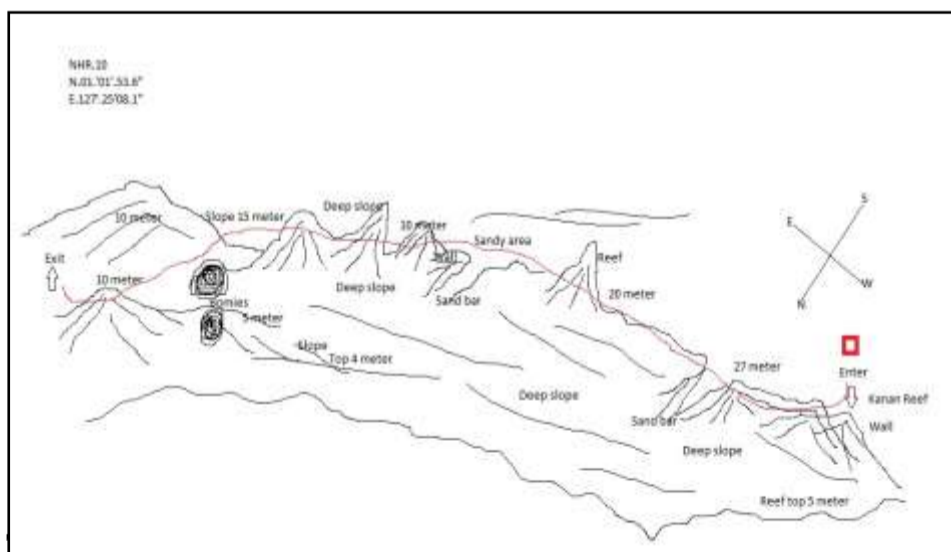 NHR.10
N.01.'01'.53.6"
E.127'.25'08.1"
S
E
W
N
Deep slope
10 meter
Slope 15 meter
10 meter
Sandy area
Exit
Wall
Reef
10 meter
Deep slope
20 meter
Bomies
Sand bar
5 meter
Slope
Top 4 meter
27 meter
Enter
Deep slope
Kanan Reef
Sand bar
Wall
Deep slope
Reef top 5 meter